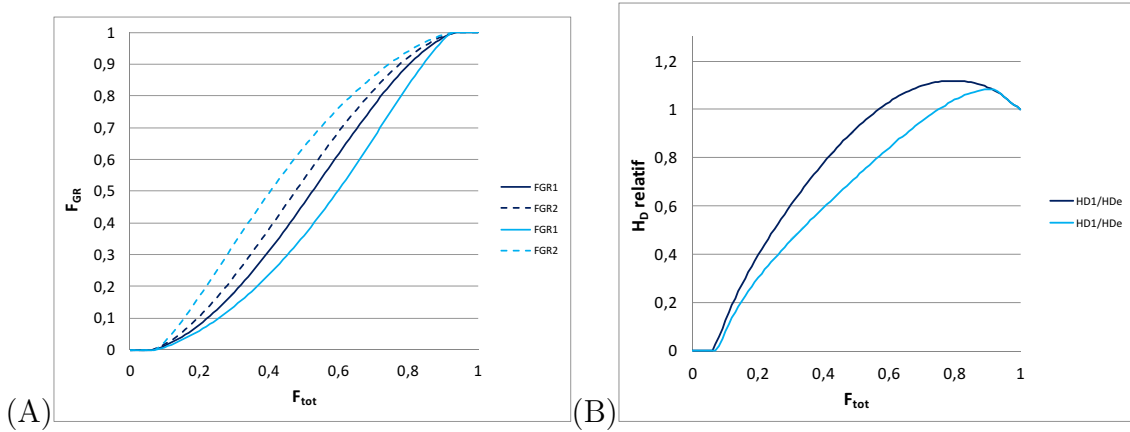 1
0,9
0,8
0,7
0,6
0,5
0,4
0,3
0,2
0,1
0
F_GR
0 0,2 0,4 0,6 0,8 1
F_tot
FGR1
FGR2
FGR1
FGR2
(A)
1,2
1
0,8
0,6
0,4
0,2
0
H_D relatif
0 0,2 0,4 0,6 0,8 1
F_tot
HD1/HDe
HD1/HDe
(B)